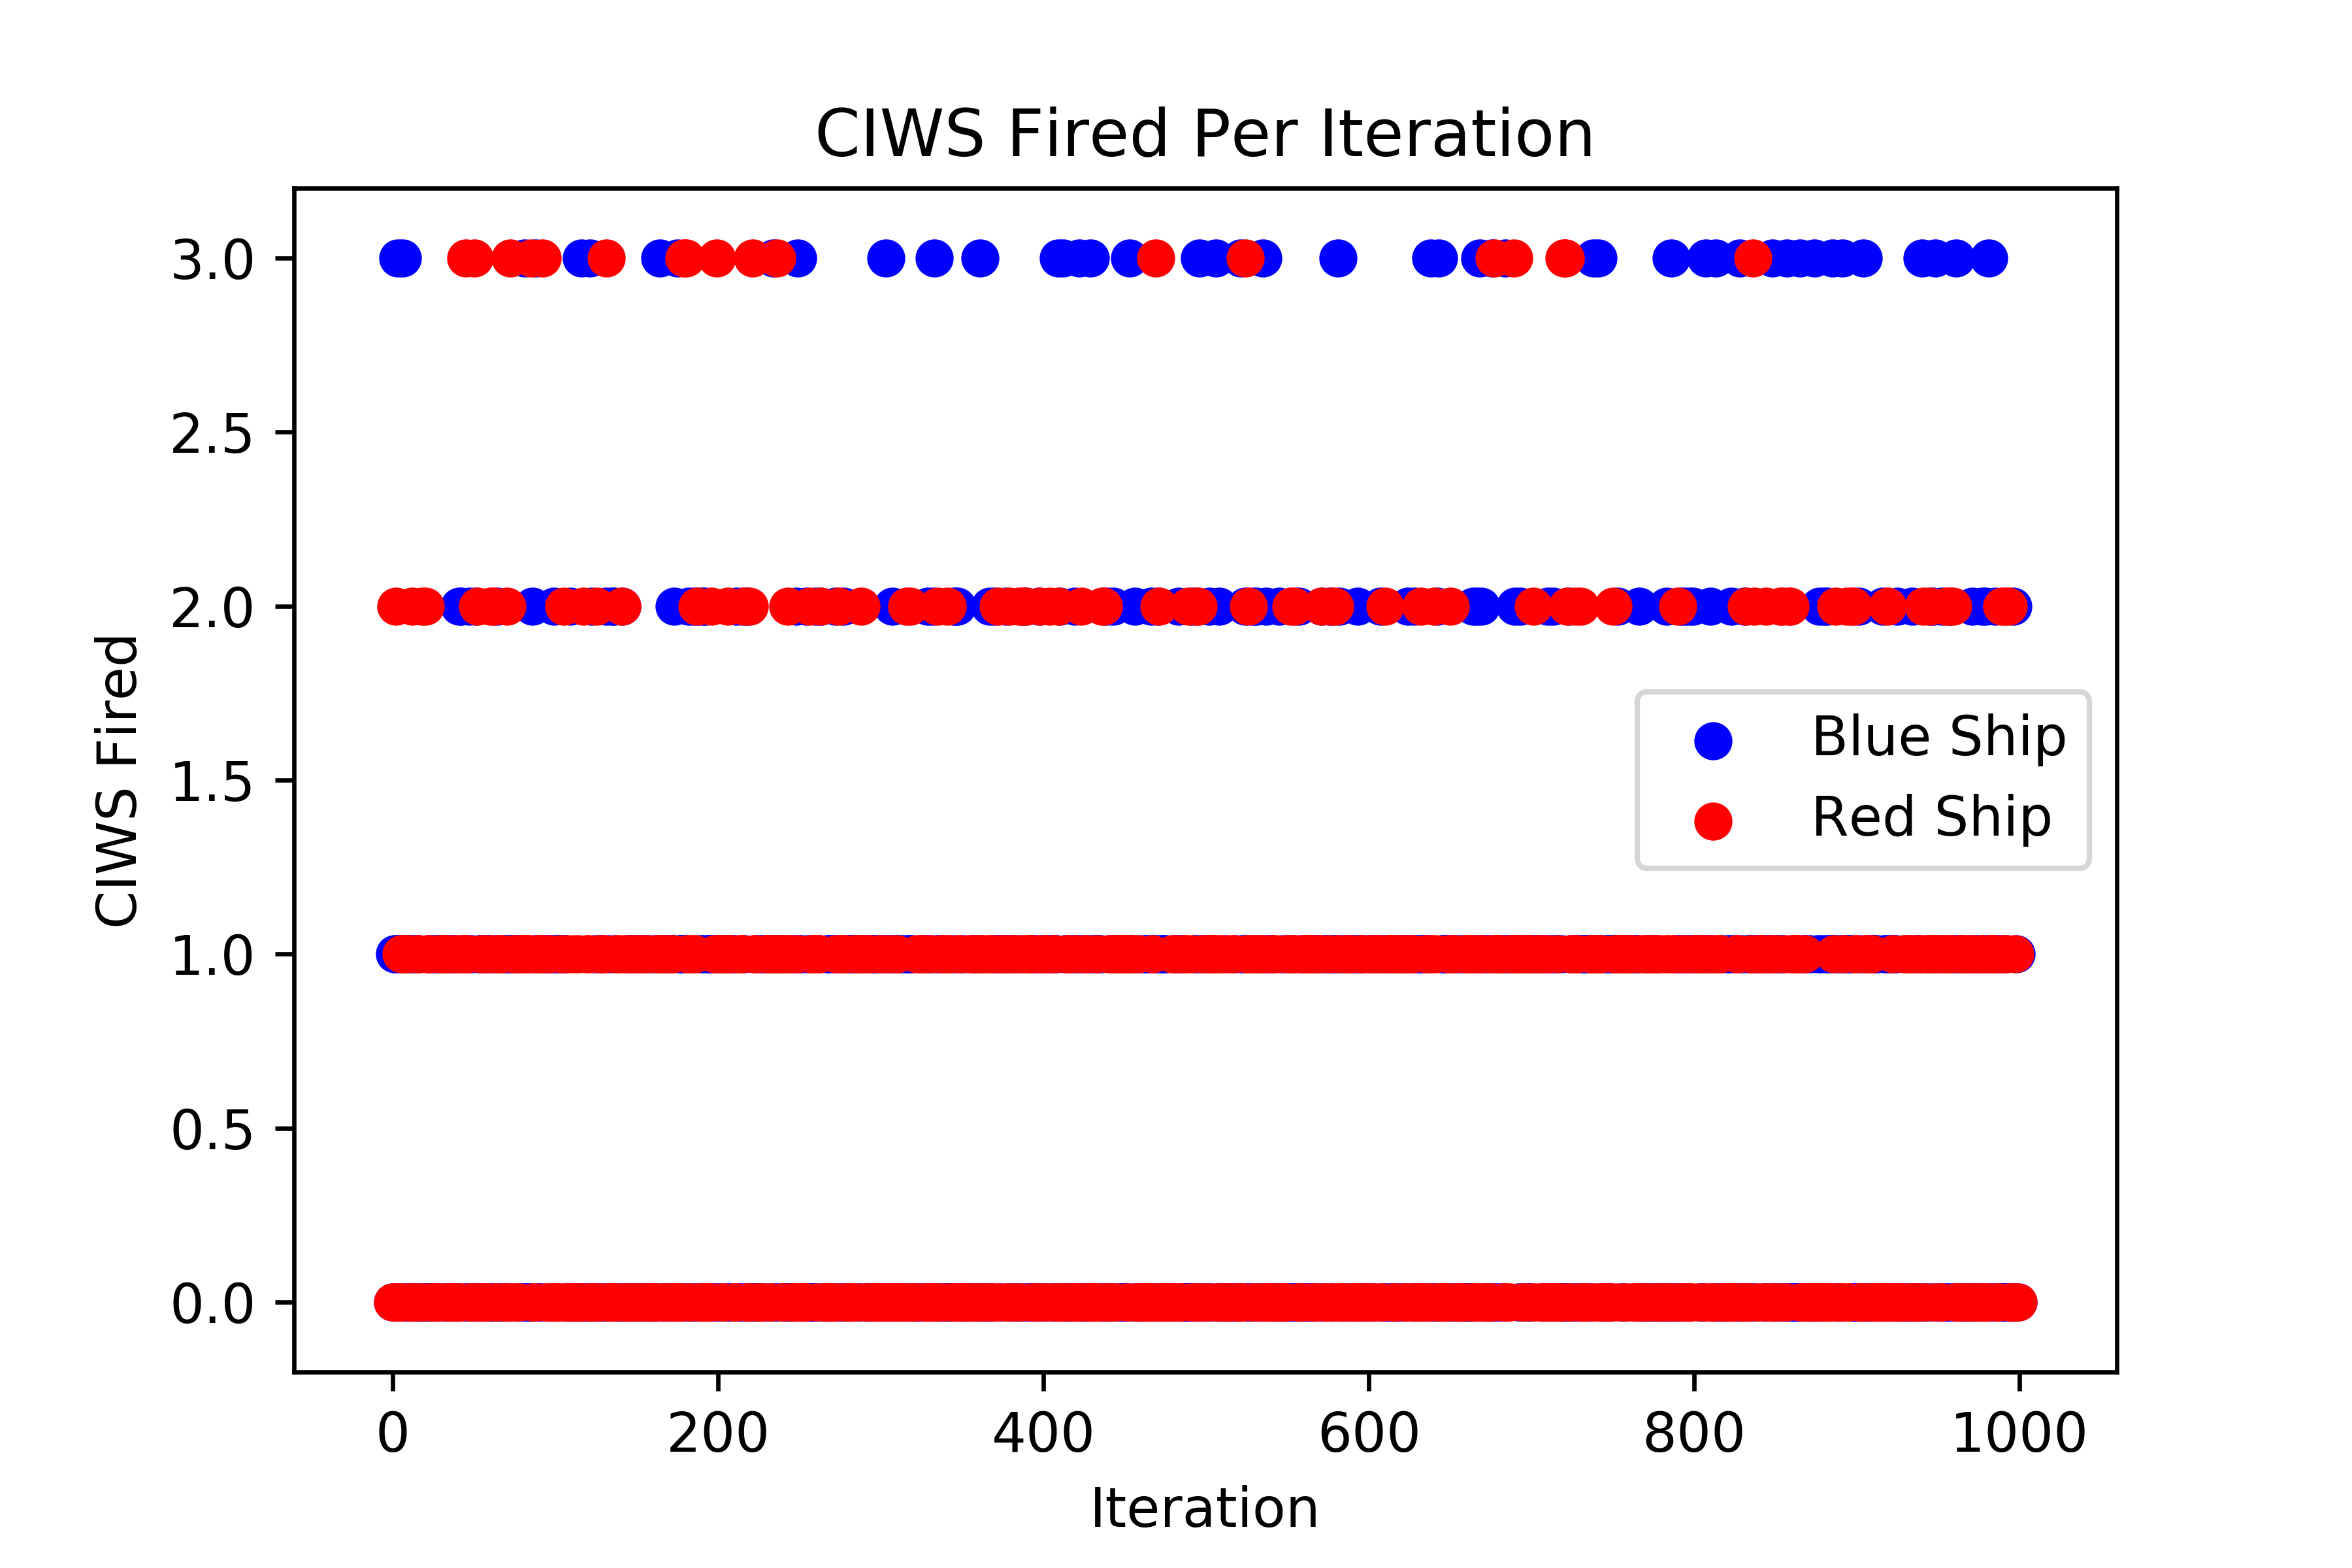 CIWS Fired Per Iteration
3.0
2.5
2.0
1.5
1.0
0.5
0.0
CIWS Fired
Blue Ship
Red Ship
0 200 400 600 800 1000
Iteration